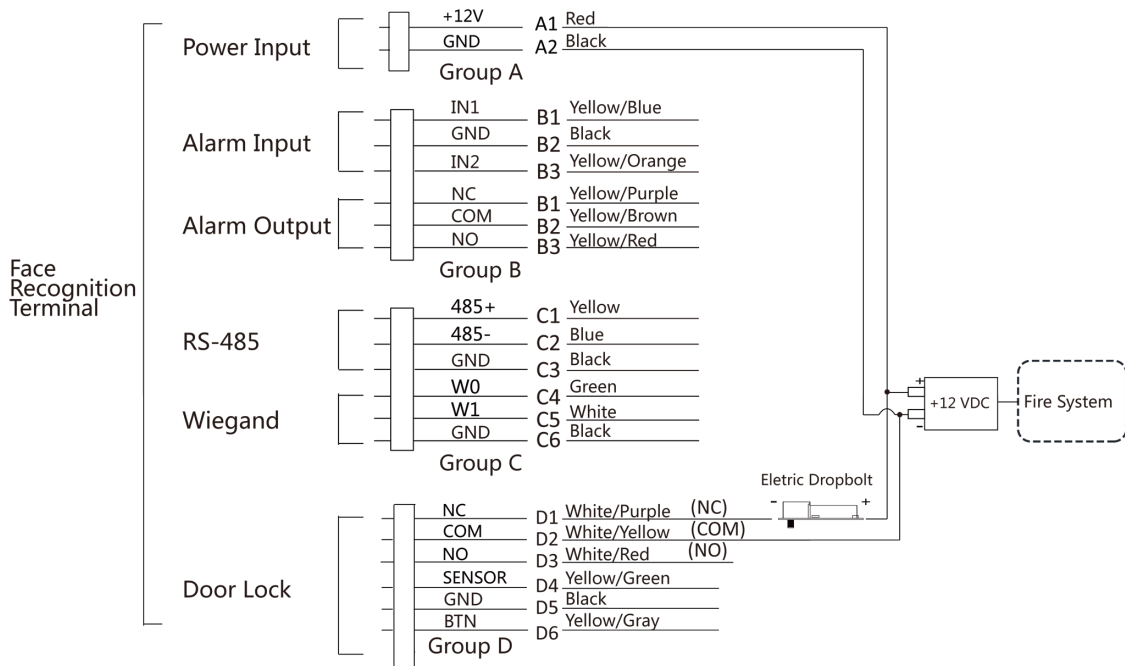 +12V A1 Red
Power Input
GND A2 Black
Group A
IN1 B1 Yellow/Blue
Alarm Input
GND B2 Black
IN2 B3 Yellow/Orange
NC B1 Yellow/Purple
Alarm Output
COM B2 Yellow/Brown
NO B3 Yellow/Red
Group B
Face
Recognition
Terminal
485+ C1 Yellow
RS-485
485- C2 Blue
GND C3 Black
W0 C4 Green
Wiegand
W1 C5 White
GND C6 Black
Group C
+
+12 VDC
-
Fire System
Eletric Dropbolt
- +
NC D1 White/Purple (NC)
COM D2 White/Yellow (COM)
NO D3 White/Red (NO)
Door Lock
SENSOR D4 Yellow/Green
GND D5 Black
BTN D6 Yellow/Gray
Group D